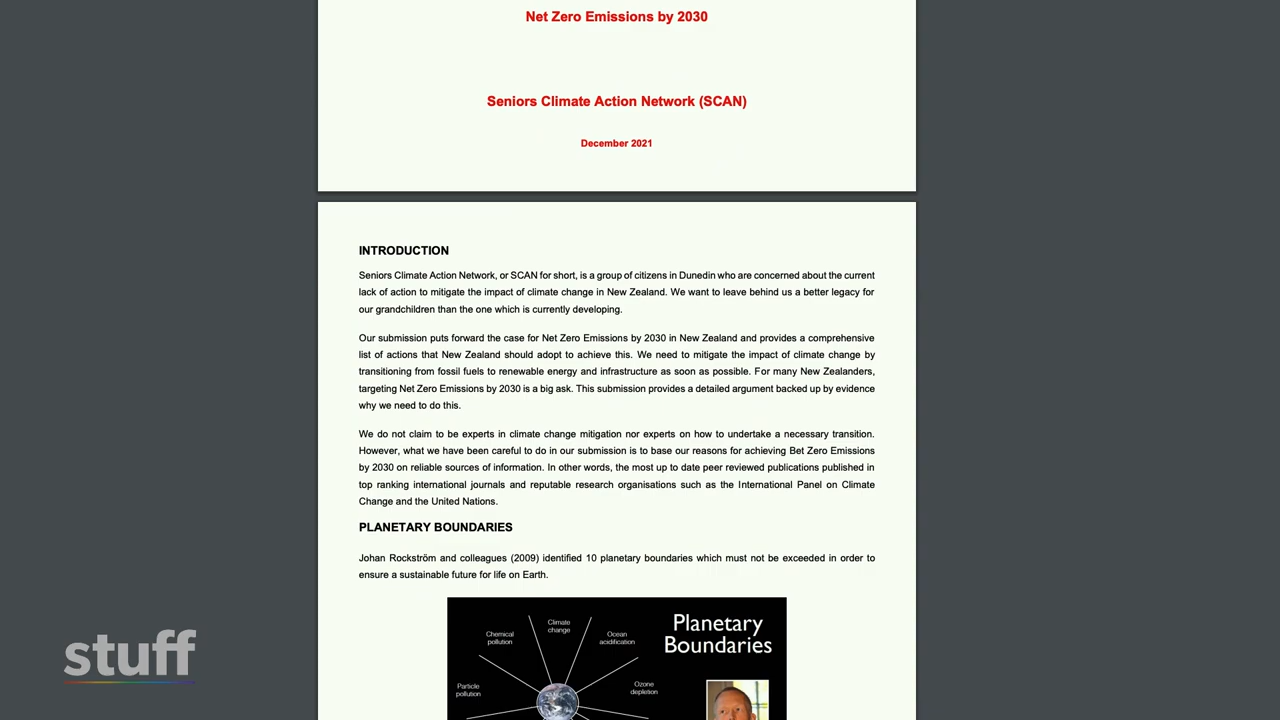 Net Zero Emissions by 2030
Seniors Climate Action Network (SCAN)
December 2021
INTRODUCTION
Seniors Climate Action Network, or SCAN for short, is a group of citizens in Dunedin who are concerned about the current
lack of action to mitigate the impact of climate change in New Zealand. We want to leave behind us a better legacy for
our grandchildren than the one which is currently developing.
Our submission puts forward the case for Net Zero Emissions by 2030 in New Zealand and provides a comprehensive
list of actions that New Zealand should adopt to achieve this. We need to mitigate the impact of climate change by
transitioning from fossil fuels to renewable energy and infrastructure as soon as possible. For many New Zealanders,
targeting Net Zero Emissions by 2030 is a big ask. This submission provides a detailed argument backed up by evidence
why we need to do this.
We do not claim to be experts in climate change mitigation nor experts on how to undertake a necessary transition.
However, what we have been careful to do in our submission is to base our reasons for achieving Bet Zero Emissions
by 2030 on reliable sources of information. In other words, the most up to date peer reviewed publications published in
top ranking international journals and reputable research organisations such as the International Panel on Climate
Change and the United Nations.
PLANETARY BOUNDARIES
Johan Rockström and colleagues (2009) identified 10 planetary boundaries which must not be exceeded in order to
ensure a sustainable future for life on Earth.
Planetary
Boundaries
Climate
change
Chemical
pollution
Ocean
acidification
Particle
pollution
Ozone
depletion
stuff